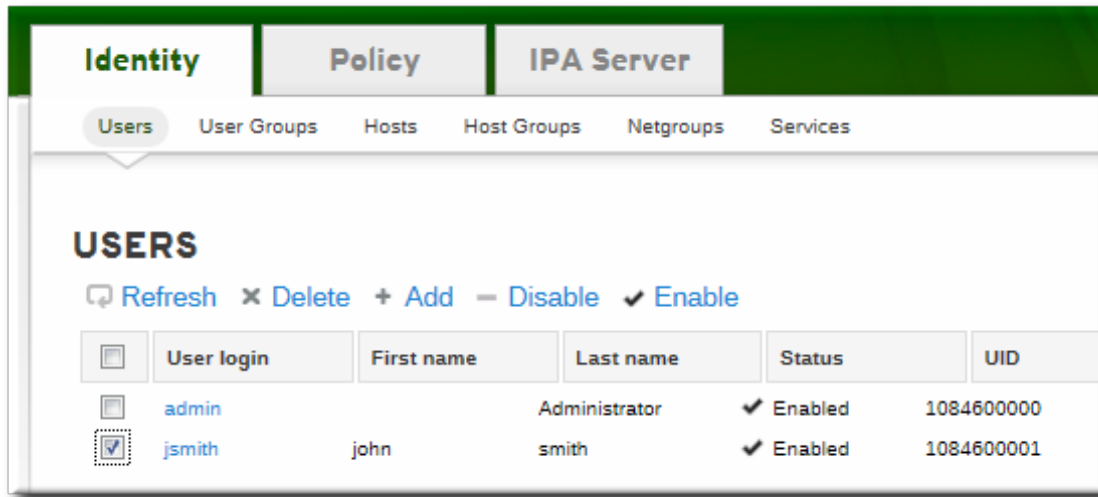 Identity Policy IPA Server
Users User Groups Hosts Host Groups Netgroups Services
USERS
Refresh Delete Add Disable Enable
User login First name Last name Status UID
admin Administrator Enabled 1084600000
jsmith john smith Enabled 1084600001